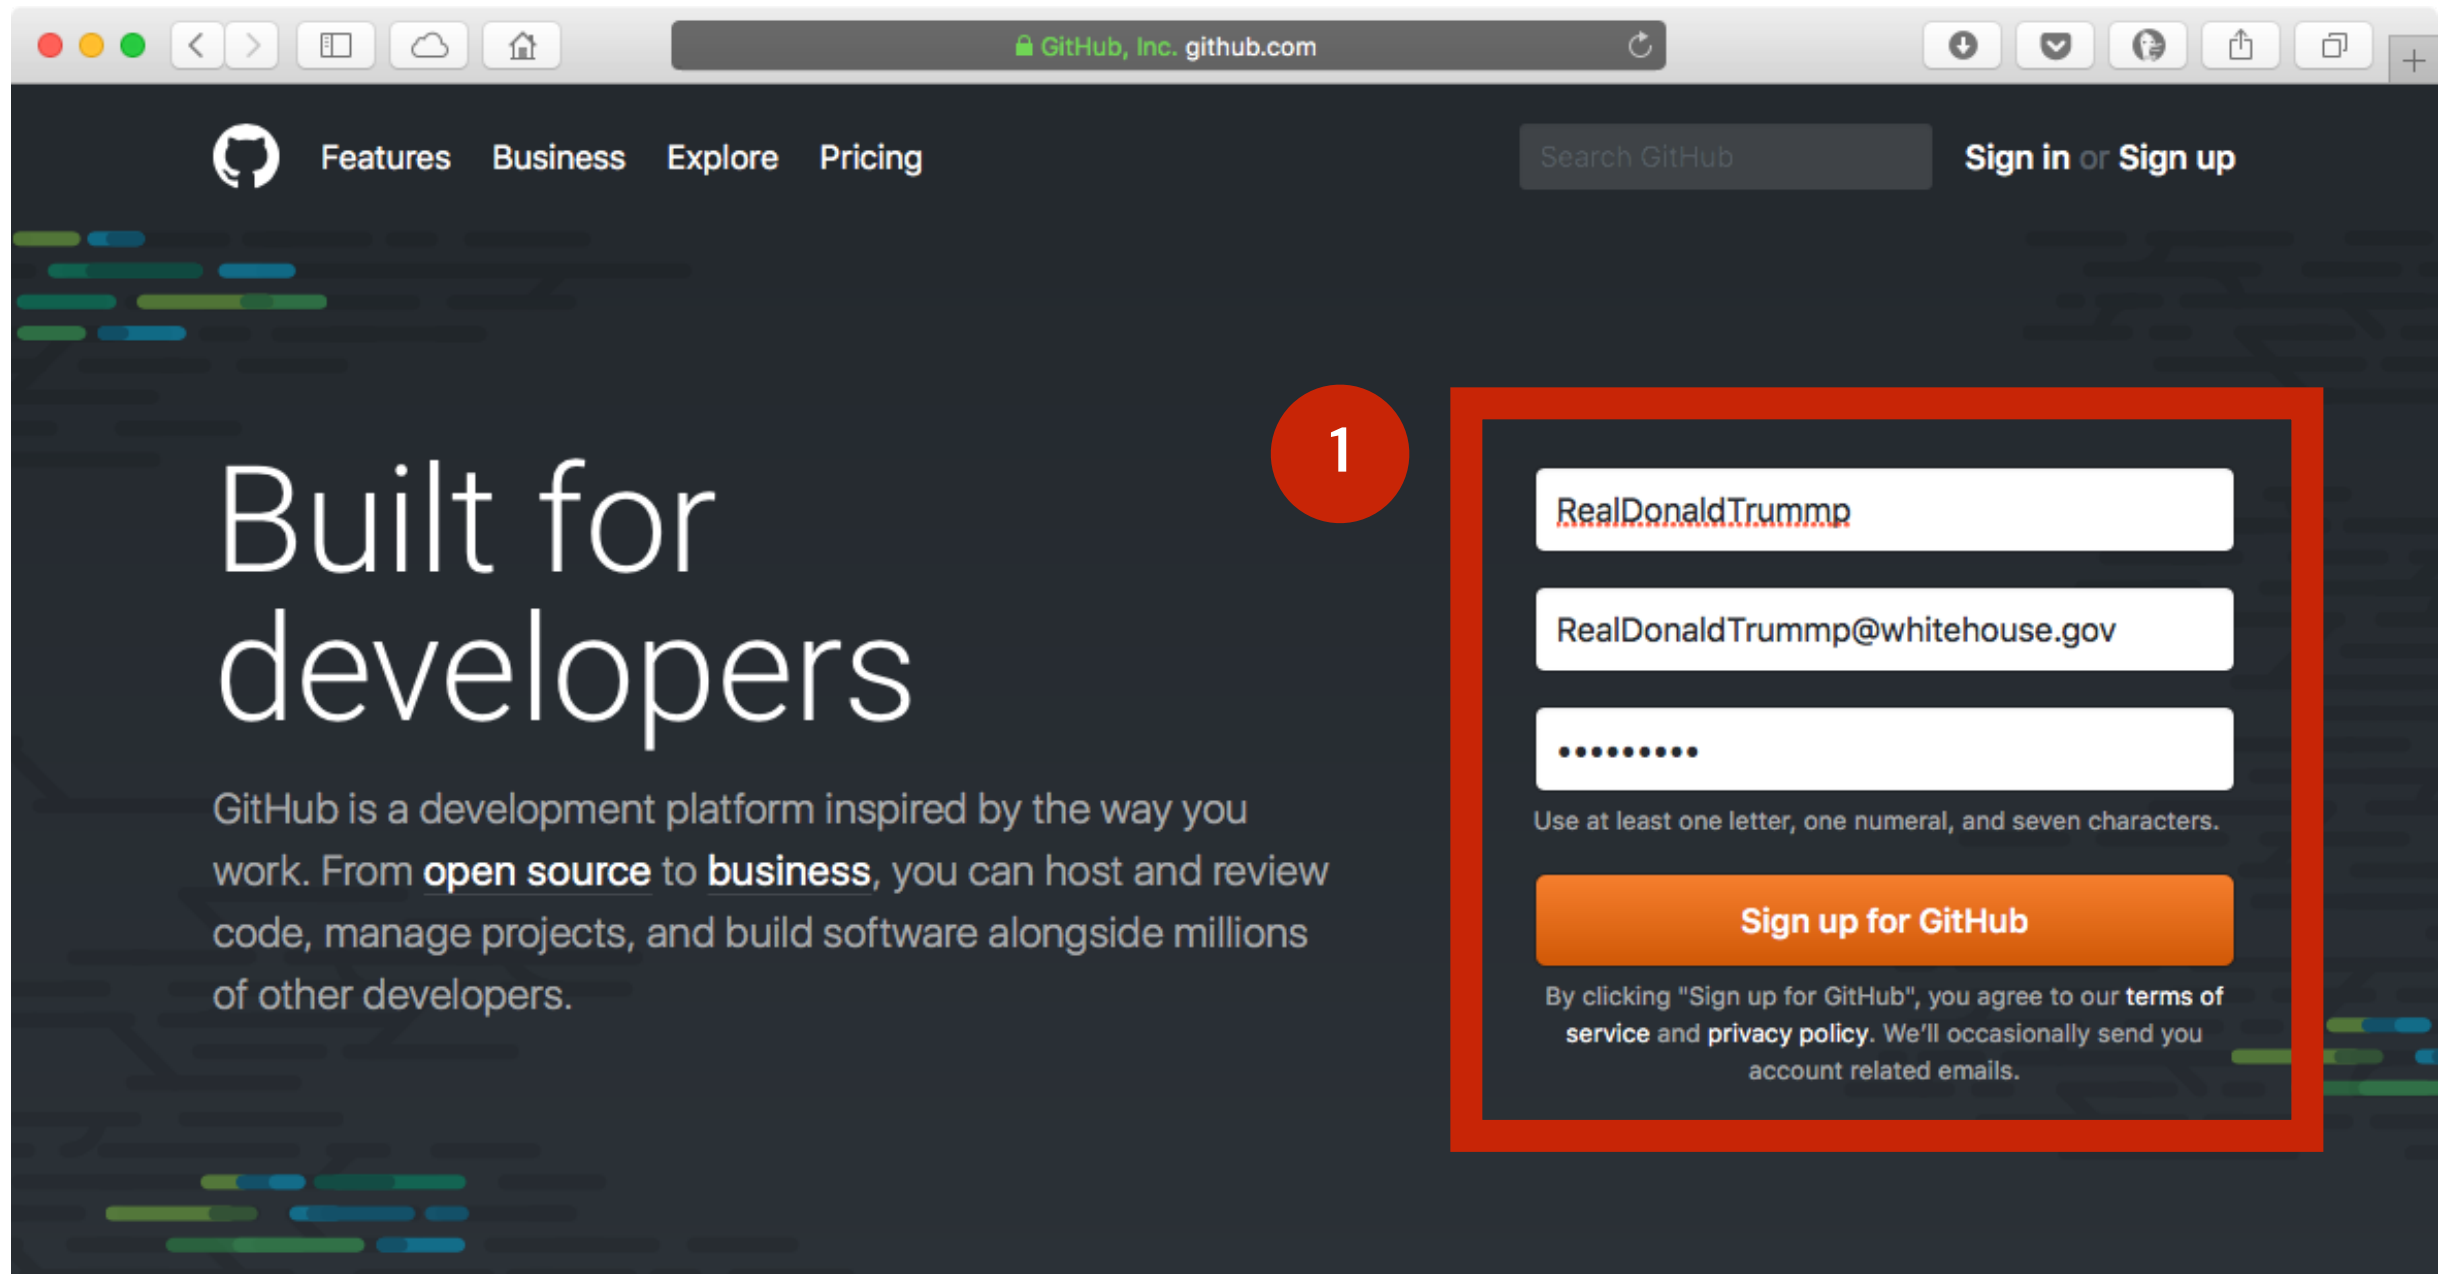 GitHub, Inc. github.com
Features Business Explore Pricing
Search GitHub
Sign in or Sign up
1
Built for
developers
GitHub is a development platform inspired by the way you
work. From open source to business, you can host and review
code, manage projects, and build software alongside millions
of other developers.
RealDonaldTrummp
RealDonaldTrummp@whitehouse.gov
•••••••••
Use at least one letter, one numeral, and seven characters.
Sign up for GitHub
By clicking "Sign up for GitHub", you agree to our terms of
service and privacy policy. We’ll occasionally send you
account related emails.